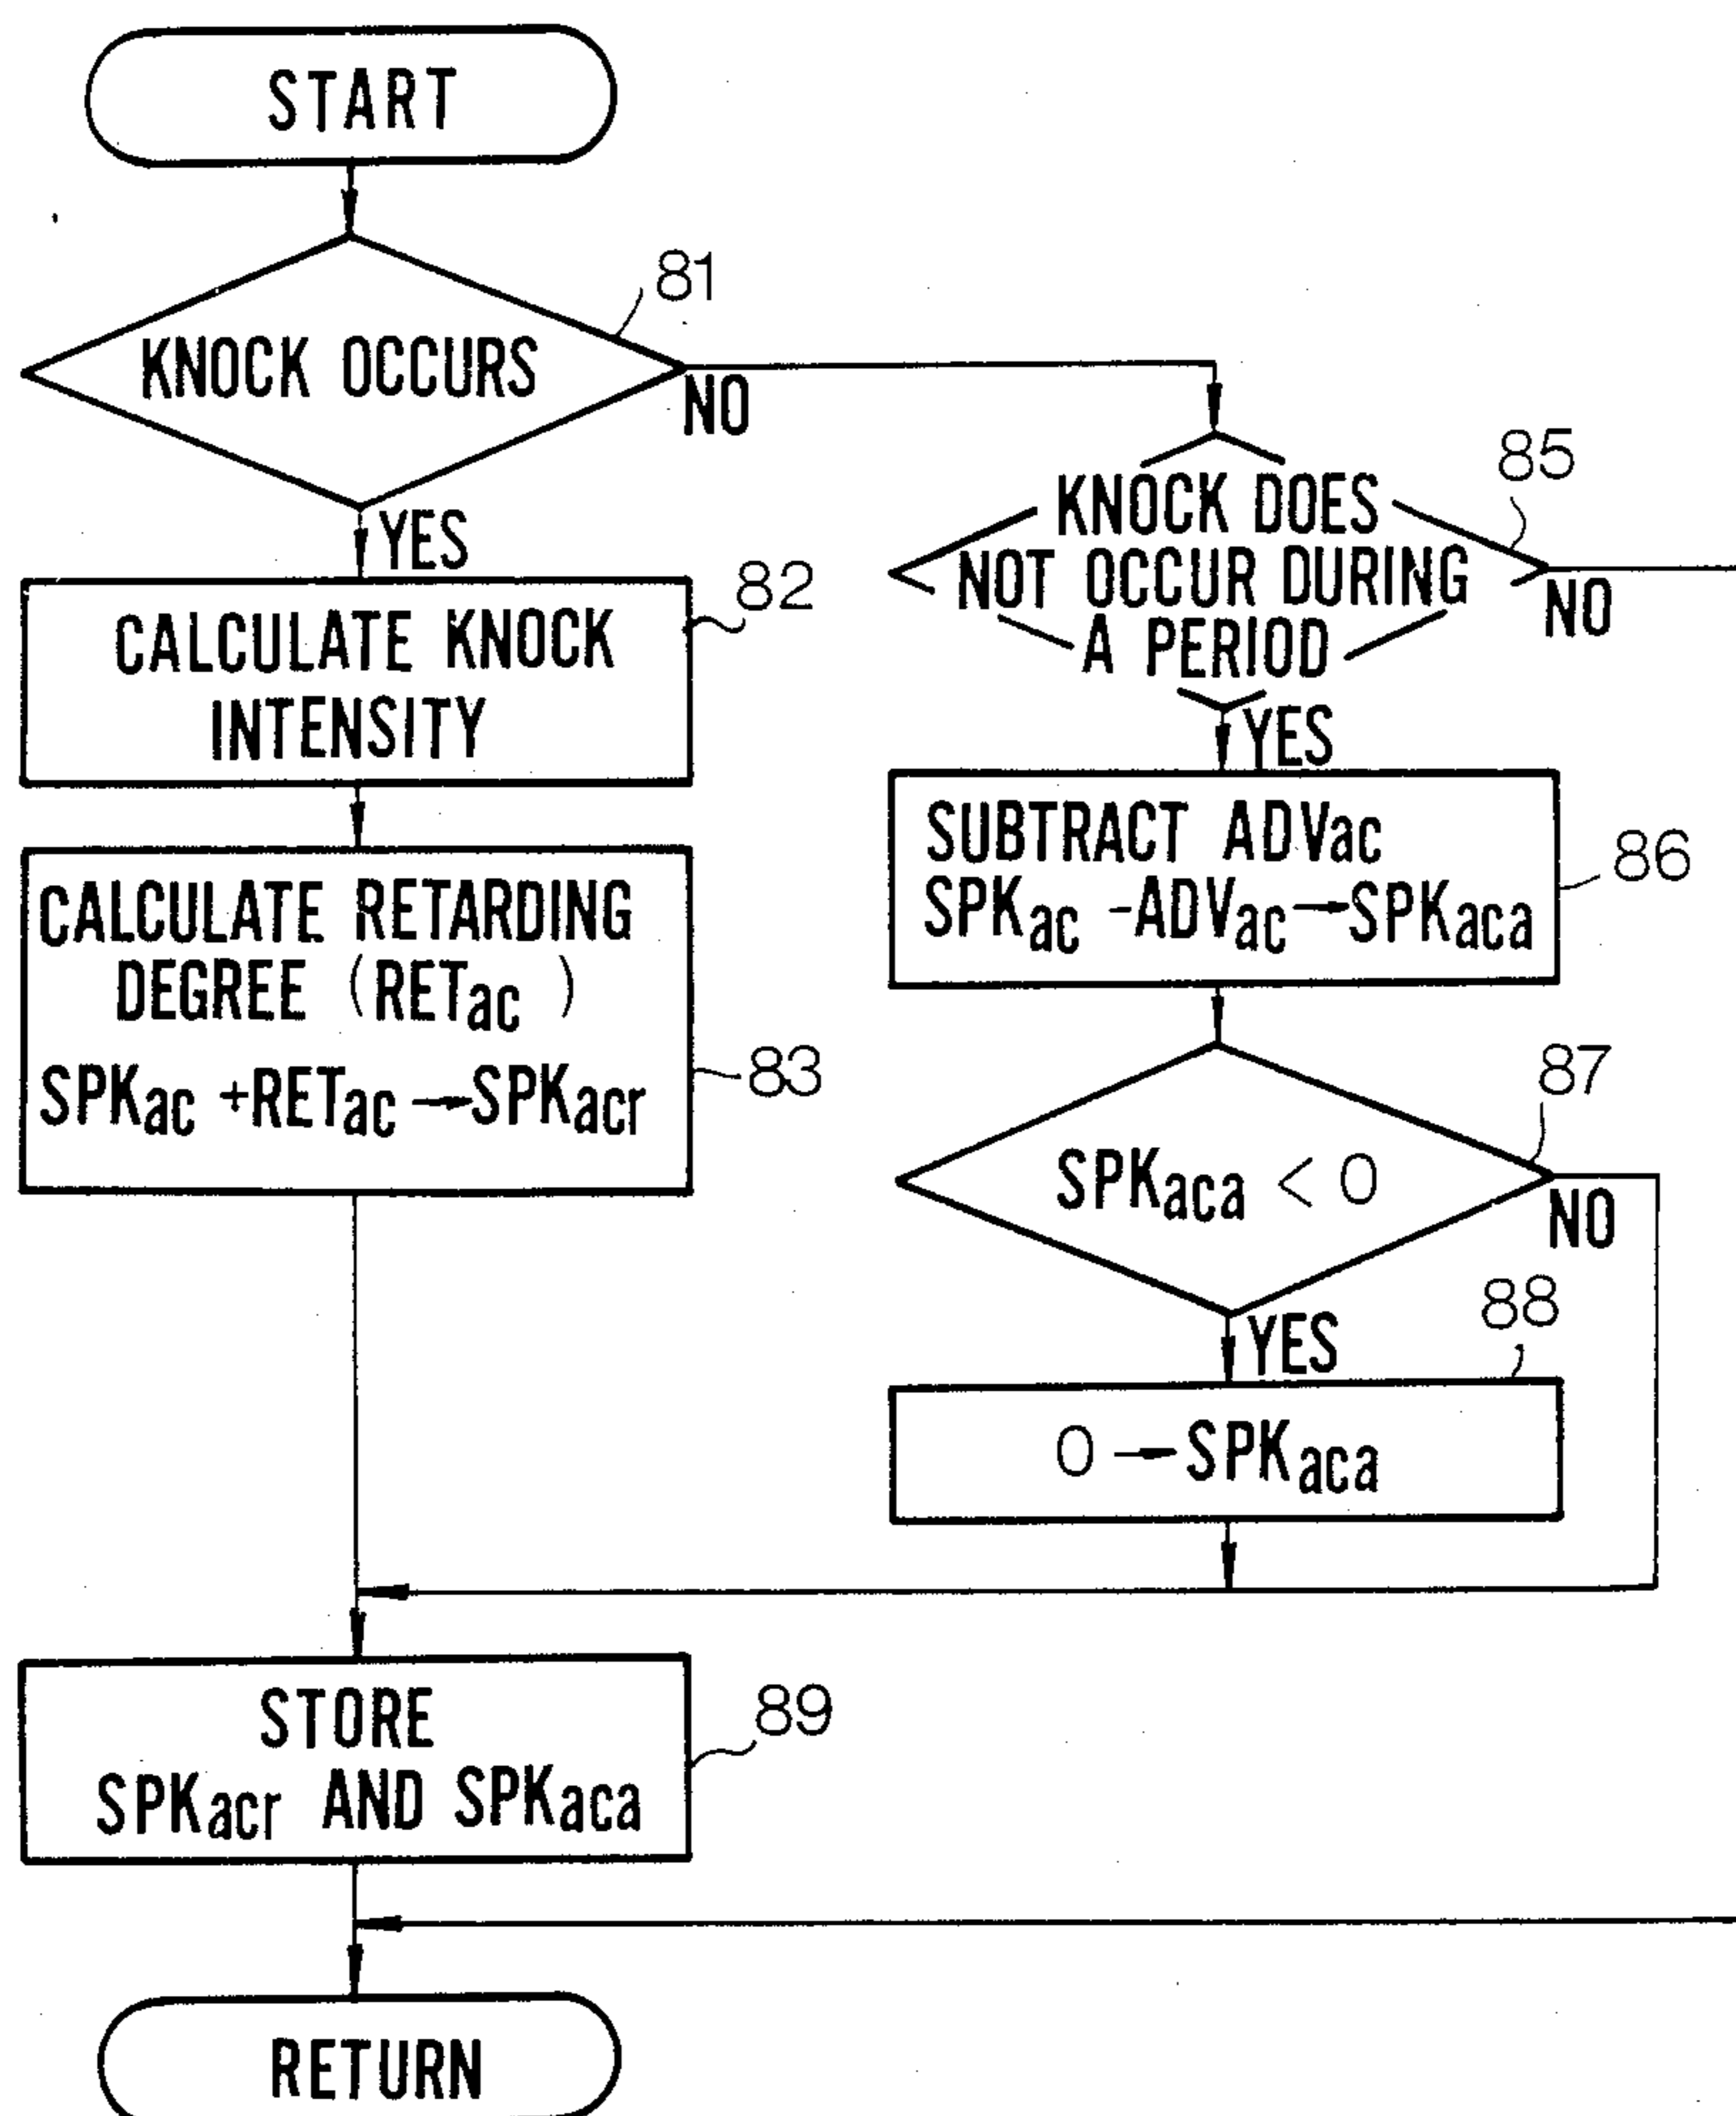 START
KNOCK OCCURS
81
NO
YES
CALCULATE KNOCK
INTENSITY
82
CALCULATE RETARDING
DEGREE (RETac)
SPKac +RETac → SPKacr
83
KNOCK DOES
NOT OCCUR DURING
A PERIOD
85
NO
YES
SUBTRACT ADVac
SPKac -ADVac → SPKaca
86
SPKaca < 0
87
NO
YES
88
0 → SPKaca
STORE
SPKacr AND SPKaca
89
RETURN